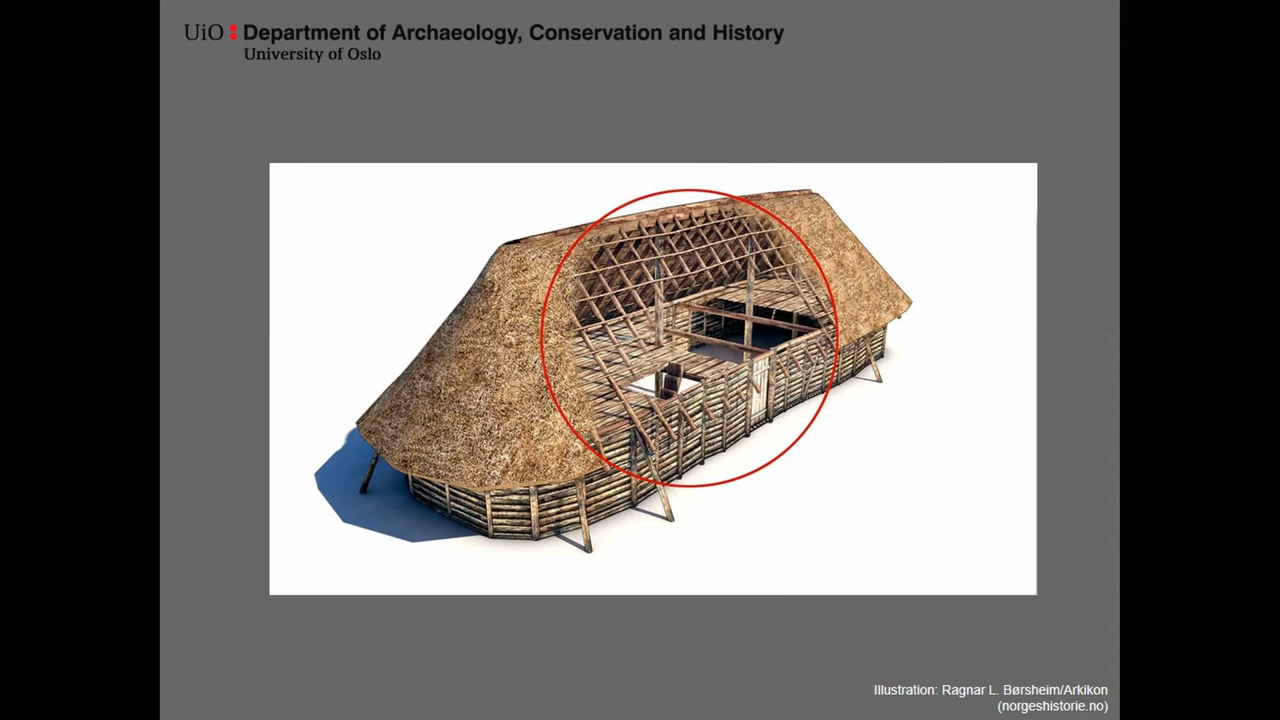 UiO : Department of Archaeology, Conservation and History
University of Oslo
Illustration: Ragnar L. Børsheim/Arkikon
(norgeshistorie.no)